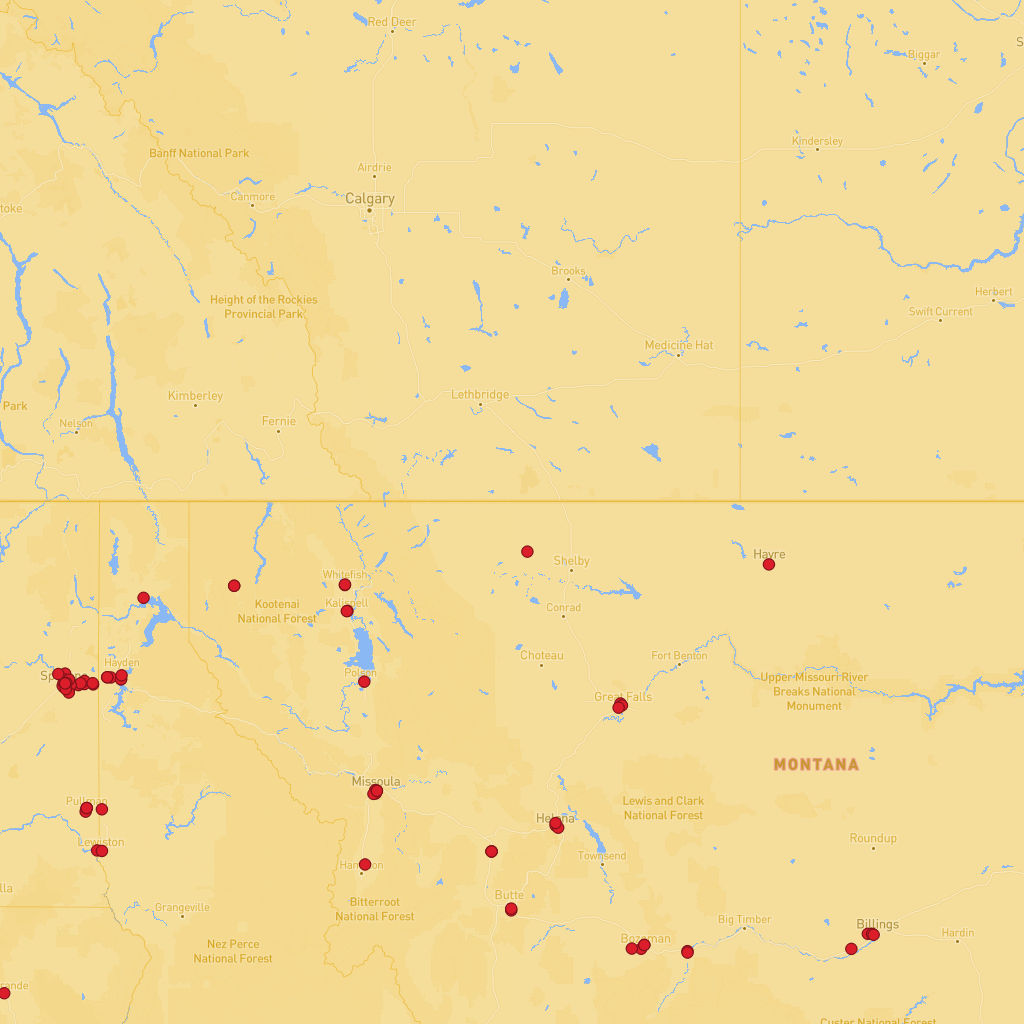 Red Deer
Biggar
S
Kindersley
Banff National Park
Airdrie
Canmore
Calgary
toke
Brooks
Height of the Rockies
Provincial Park
Herbert
Swift Current
Medicine Hat
Kimberley
Lethbridge
Park
Nelson
Fernie
Havre
Shelby
Whitefish
Kalispell
Kootenai
National Forest
Conrad
Hayden
Choteau
Fort Benton
Polson
Upper Missouri River
Breaks National
Monument
Great Falls
MONTANA
Missoula
Pullman
Lewis and Clark
National Forest
Helena
Lewiston
Roundup
Townsend
lla
Grangeville
Bitterroot
National Forest
Butte
Big Timber
Billings
Hardin
Bozeman
Nez Perce
National Forest
rande
Custer National Forest